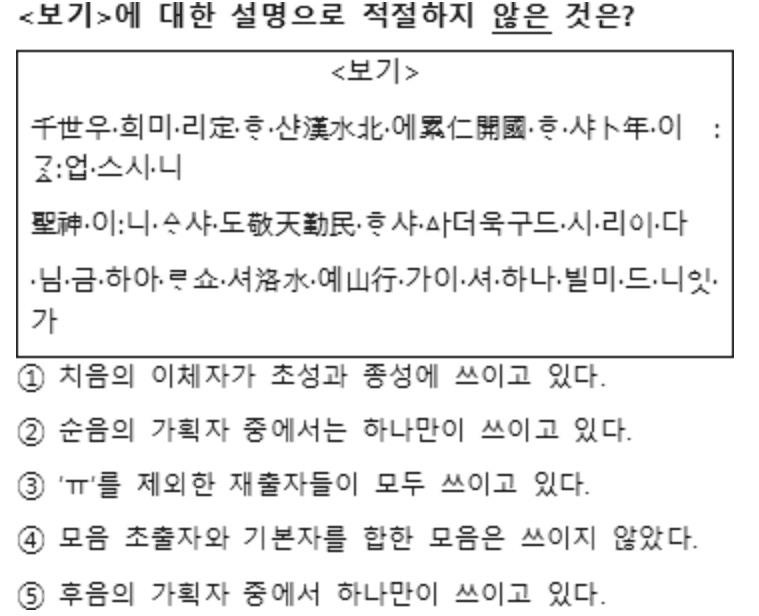 <보기>에 대한 설명으로 적절하지 않은 것은?
<보기>
千世우·희미·리定·ᄒᆞ·샨漢水北·에累仁開國·ᄒᆞ·샤卜年·이 :
ᄀᆞᇫ:업·스시·니
聖神·이:니·ᅀᆞ샤·도敬天勤民·ᄒᆞ샤·ᅀᅡ더욱구드·시·리ᅌᅵ·다
·님·금·하아·ᄅᆞ쇼·셔洛水·예山行·가이·셔·하나·빌미·드·니ᅌᅵᆺ·
가
① 치음의 이체자가 초성과 종성에 쓰이고 있다.
② 순음의 가획자 중에서는 하나만이 쓰이고 있다.
③ 'ㅠ'를 제외한 재출자들이 모두 쓰이고 있다.
④ 모음 초출자와 기본자를 합한 모음은 쓰이지 않았다.
⑤ 후음의 가획자 중에서 하나만이 쓰이고 있다.